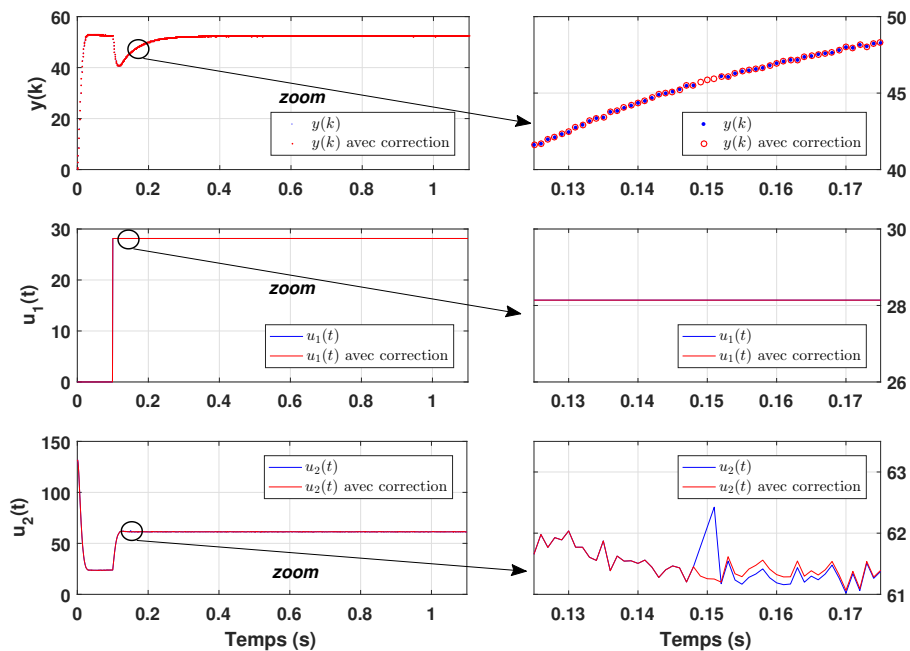 60
40
20
0
y(k)
0
0.2
0.4
0.6
0.8
1
zoom
y(k)
y(k) avec correction
50
45
40
0.13
0.14
0.15
0.16
0.17
y(k)
y(k) avec correction
30
20
10
0
u1(t)
0
0.2
0.4
0.6
0.8
1
zoom
u1(t)
u1(t) avec correction
30
28
26
0.13
0.14
0.15
0.16
0.17
u1(t)
u1(t) avec correction
150
100
50
0
u2(t)
0
0.2
0.4
0.6
0.8
1
Temps (s)
zoom
u2(t)
u2(t) avec correction
63
62
61
0.13
0.14
0.15
0.16
0.17
Temps (s)
u2(t)
u2(t) avec correction